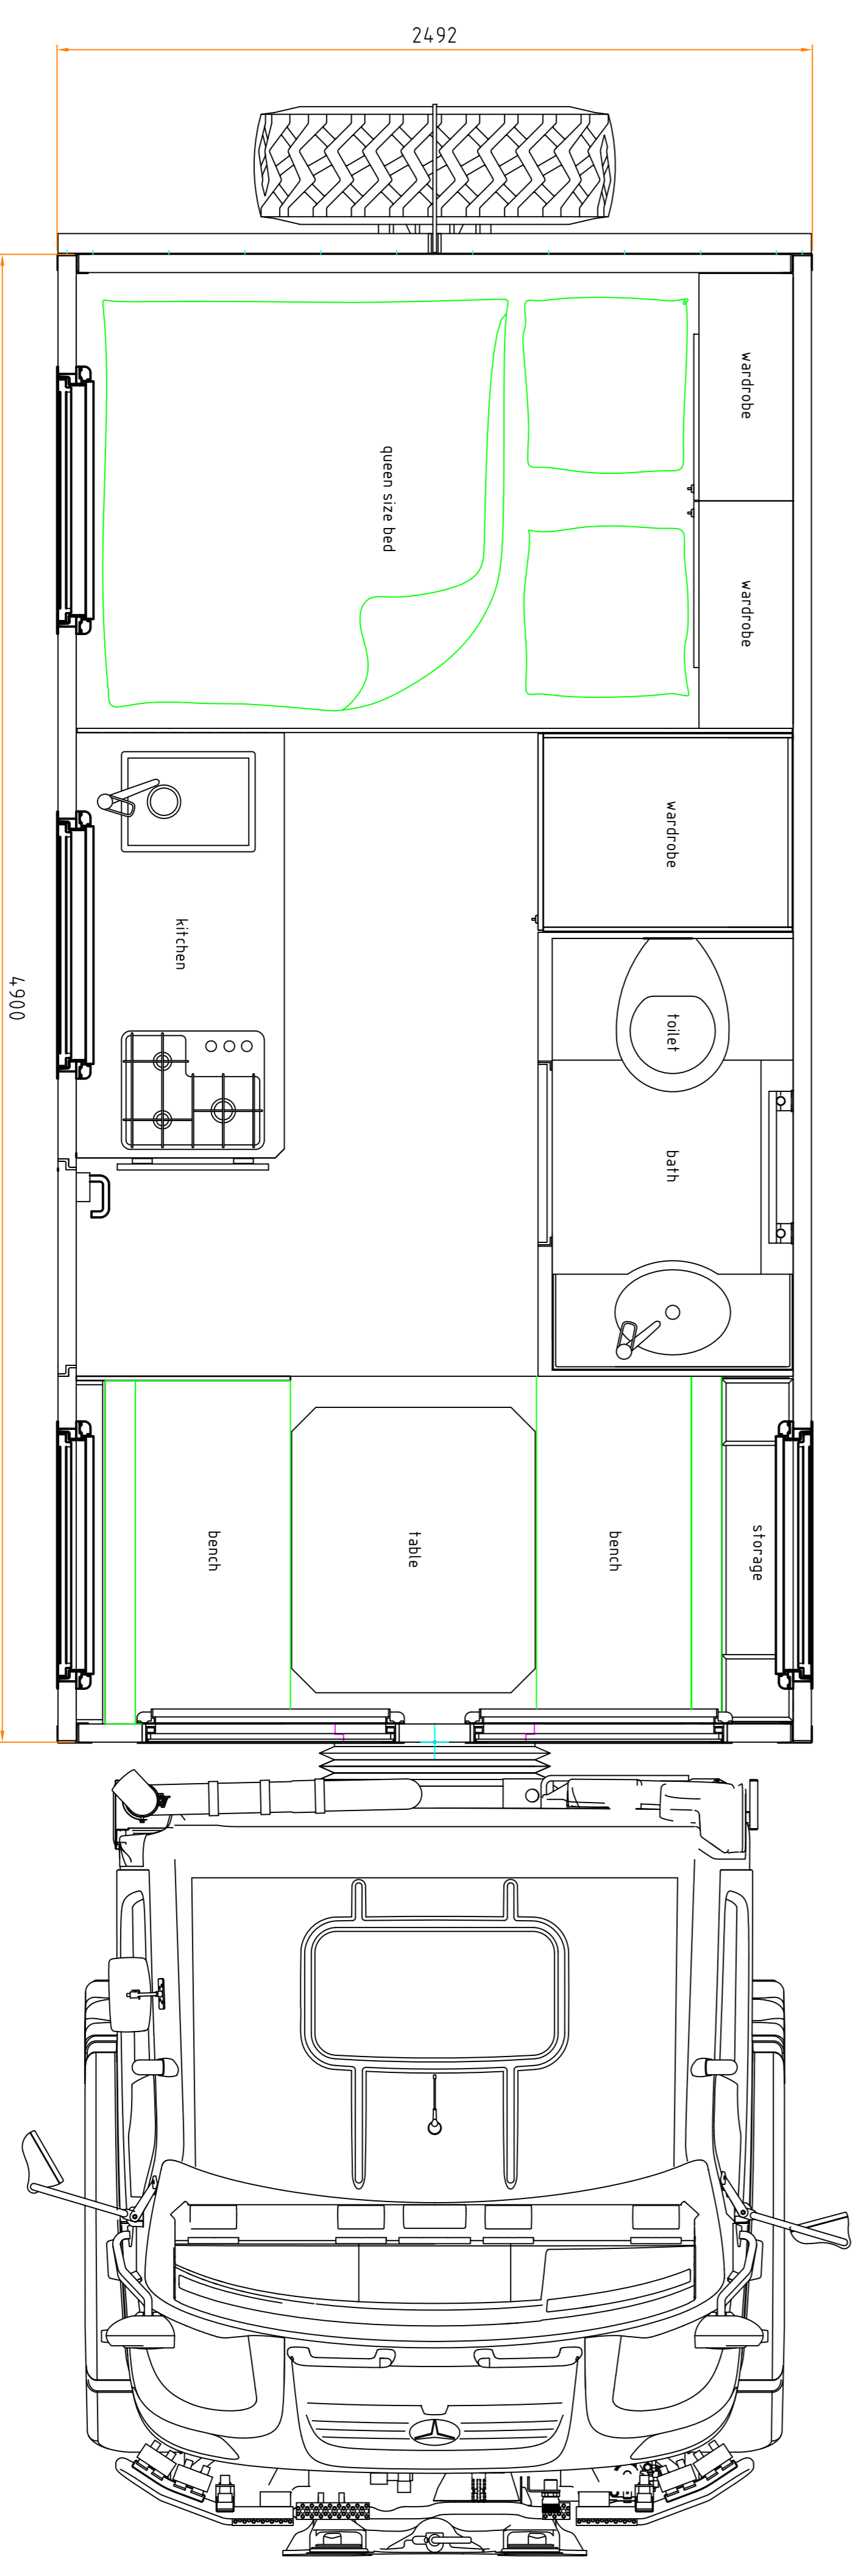 2492
wardrobe
queen size bed
wardrobe
wardrobe
kitchen
4900
toilet
bath
bench
table
bench
storage